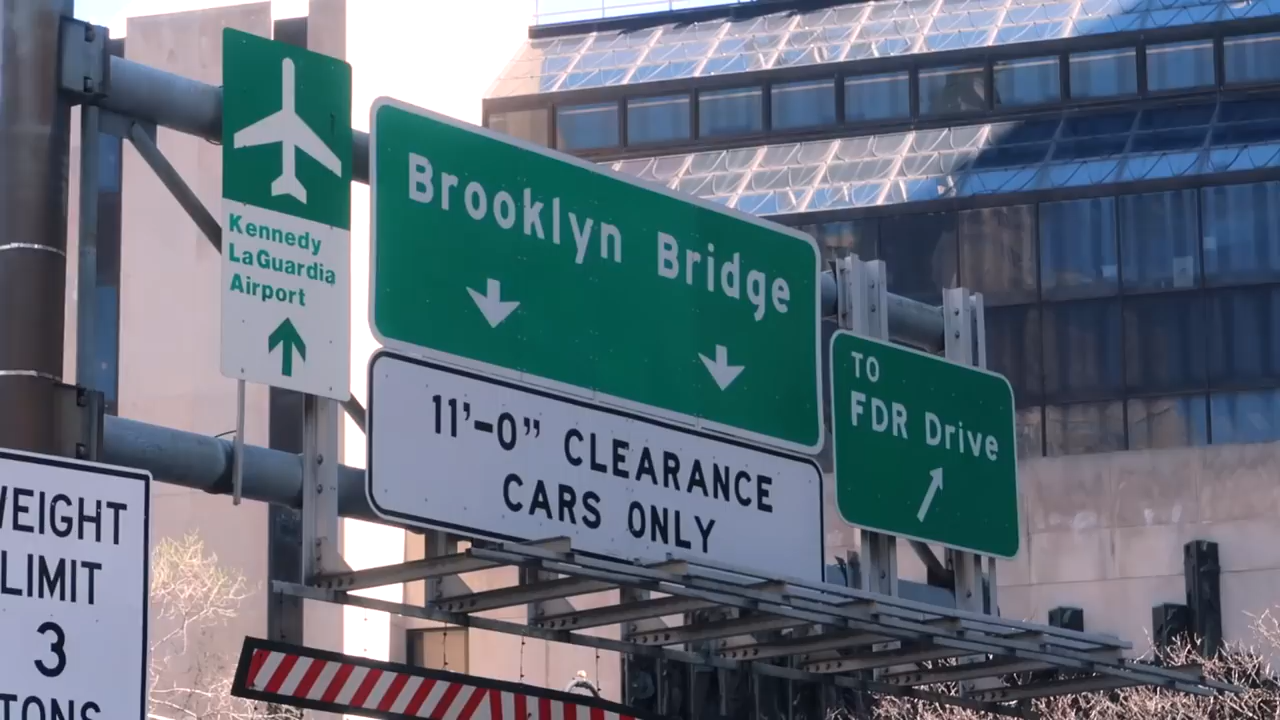 Kennedy
LaGuardia
Airport
Brooklyn Bridge
11'-0" CLEARANCE
CARS ONLY
TO
FDR Drive
WEIGHT
LIMIT
3
TONS